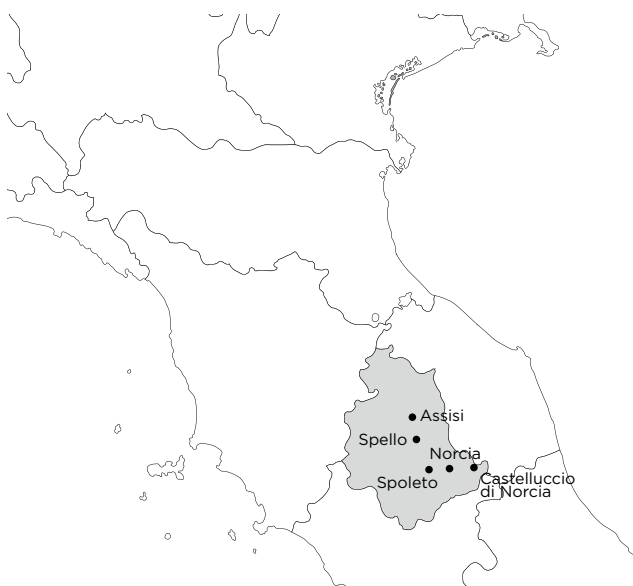 Assisi
Spello
Norcia
Spoleto
Castelluccio
di Norcia